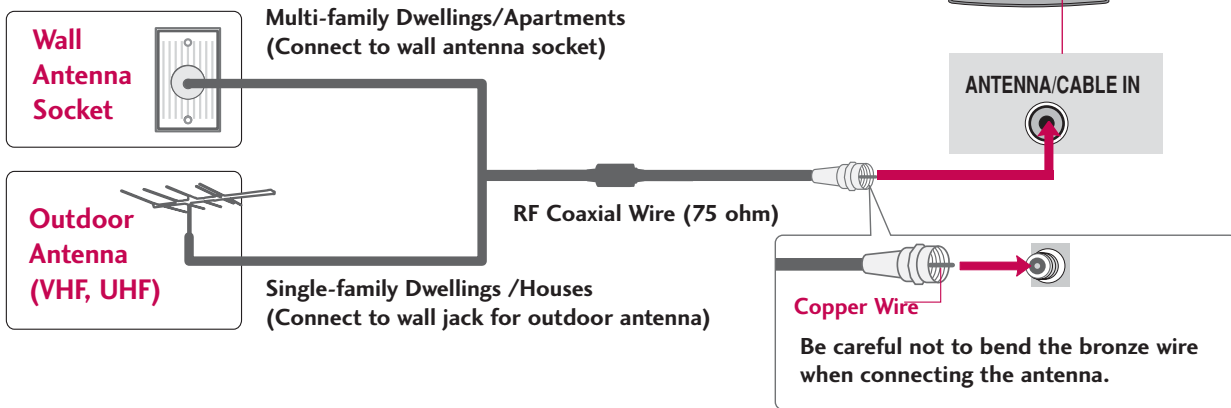 Multi-family Dwellings/Apartments
(Connect to wall antenna socket)
Wall
Antenna
Socket
ANTENNA/CABLE IN
Outdoor
Antenna
(VHF, UHF)
RF Coaxial Wire (75 ohm)
Single-family Dwellings /Houses
(Connect to wall jack for outdoor antenna)
Copper Wire
Be careful not to bend the bronze wire
when connecting the antenna.